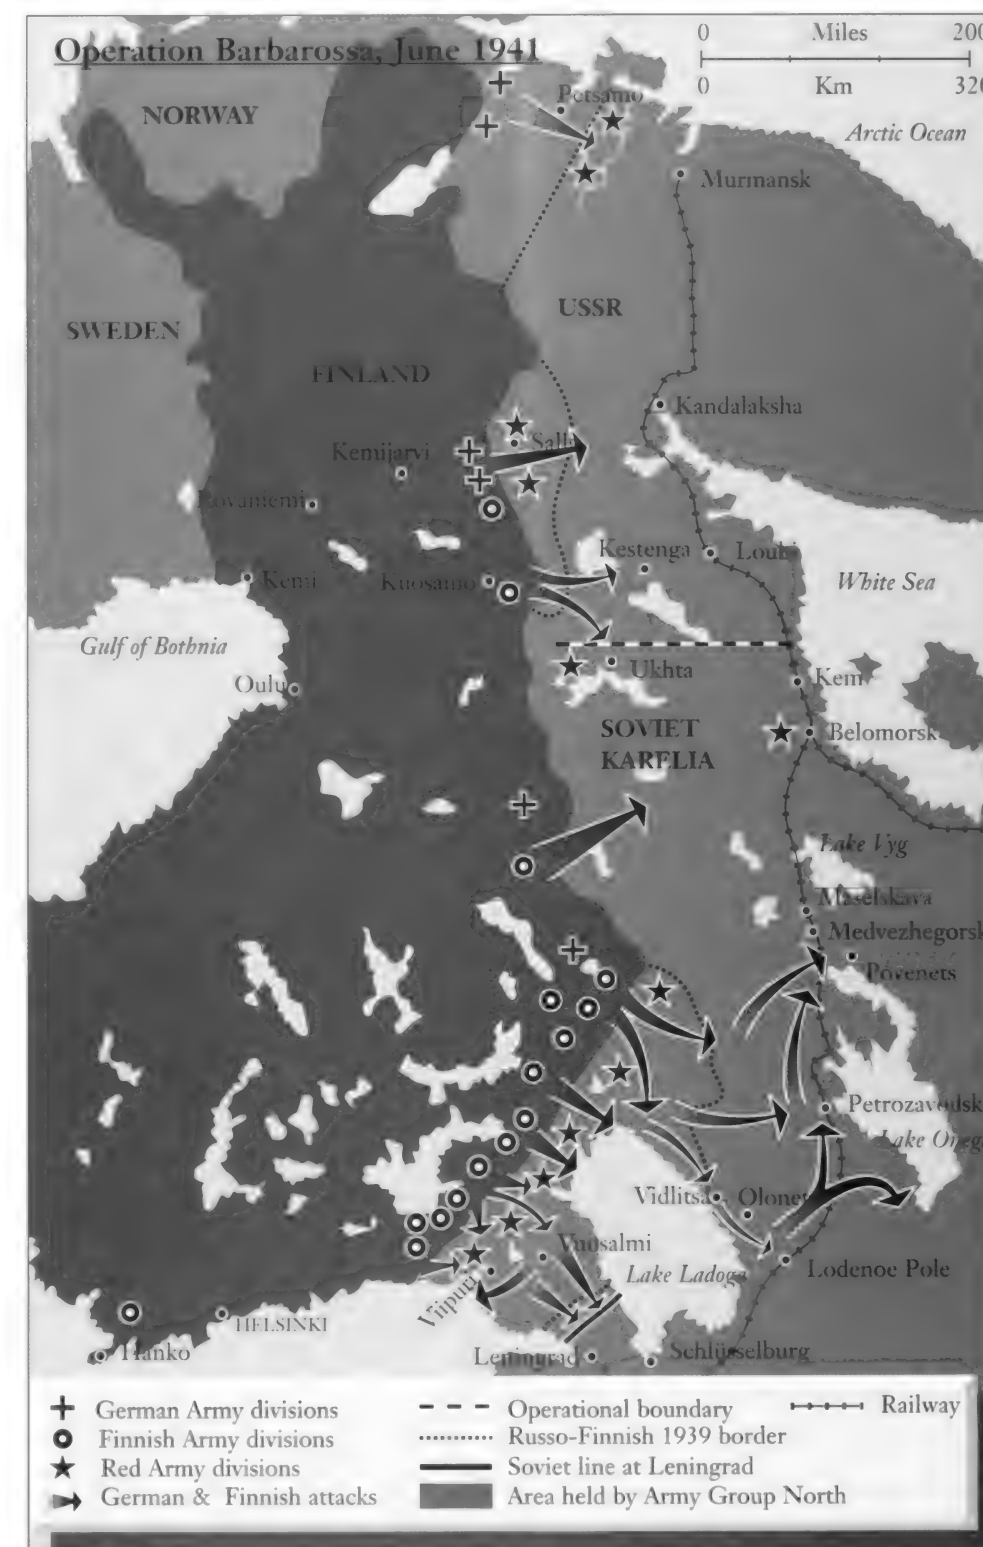 Operation Barbarossa, June 1941
0 Miles 200
0 Km 320
NORWAY
Petsamo
Arctic Ocean
Murmansk
USSR
SWEDEN
FINLAND
Kandalaksha
Salla
Kemijarvi
Rovaniemi
Kestenga
Louhi
Kemi
Kuosamo
White Sea
Gulf of Bothnia
Ukhta
Kem
Oulu
SOVIET
KARELIA
Belomorsk
Lake Vyg
Maselskava
Medvezhegorsk
Povenets
Petrozavodsk
Lake Onega
Vidlitsa
Olonets
Vuosalmi
Lake Ladoga
Lodenoe Pole
Viipuri
HELSINKI
Hanko
Leningrad
Schlüsselburg
German Army divisions
Finnish Army divisions
Red Army divisions
German & Finnish attacks
Operational boundary
Russo-Finnish 1939 border
Soviet line at Leningrad
Area held by Army Group North
Railway